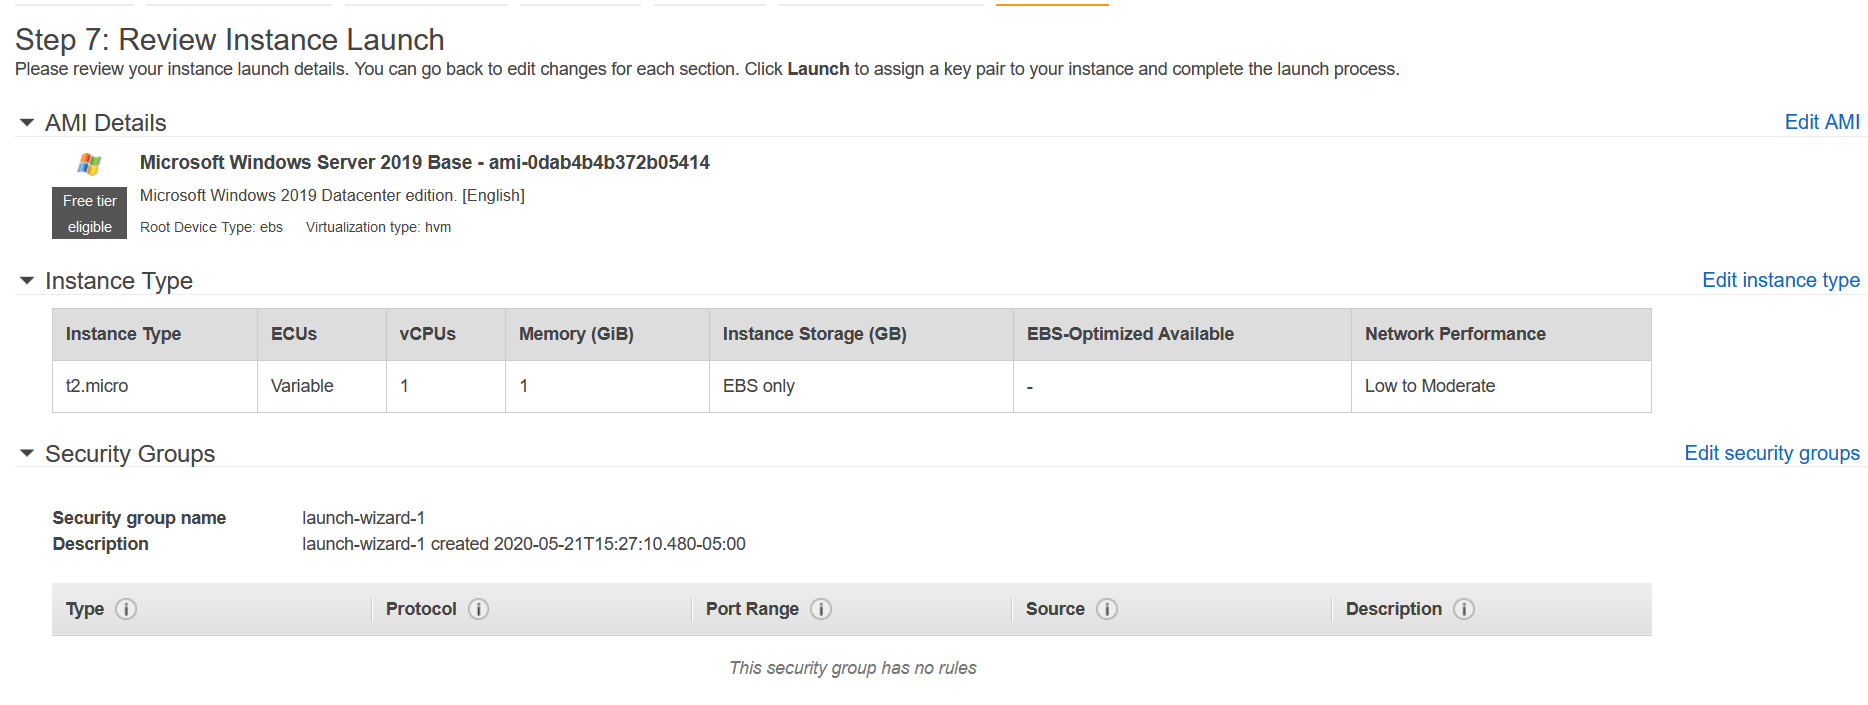 Step 7: Review Instance Launch
Please review your instance launch details. You can go back to edit changes for each section. Click Launch to assign a key pair to your instance and complete the launch process.
AMI Details Edit AMI
Microsoft Windows Server 2019 Base - ami-0dab4b4b372b05414
Free tier eligible
Microsoft Windows 2019 Datacenter edition. [English]
Root Device Type: ebs Virtualization type: hvm
Instance Type Edit instance type
Instance Type ECUs vCPUs Memory (GiB) Instance Storage (GB) EBS-Optimized Available Network Performance
t2.micro Variable 1 1 EBS only - Low to Moderate
Security Groups Edit security groups
Security group name launch-wizard-1
Description launch-wizard-1 created 2020-05-21T15:27:10.480-05:00
Type i Protocol i Port Range i Source i Description i
This security group has no rules